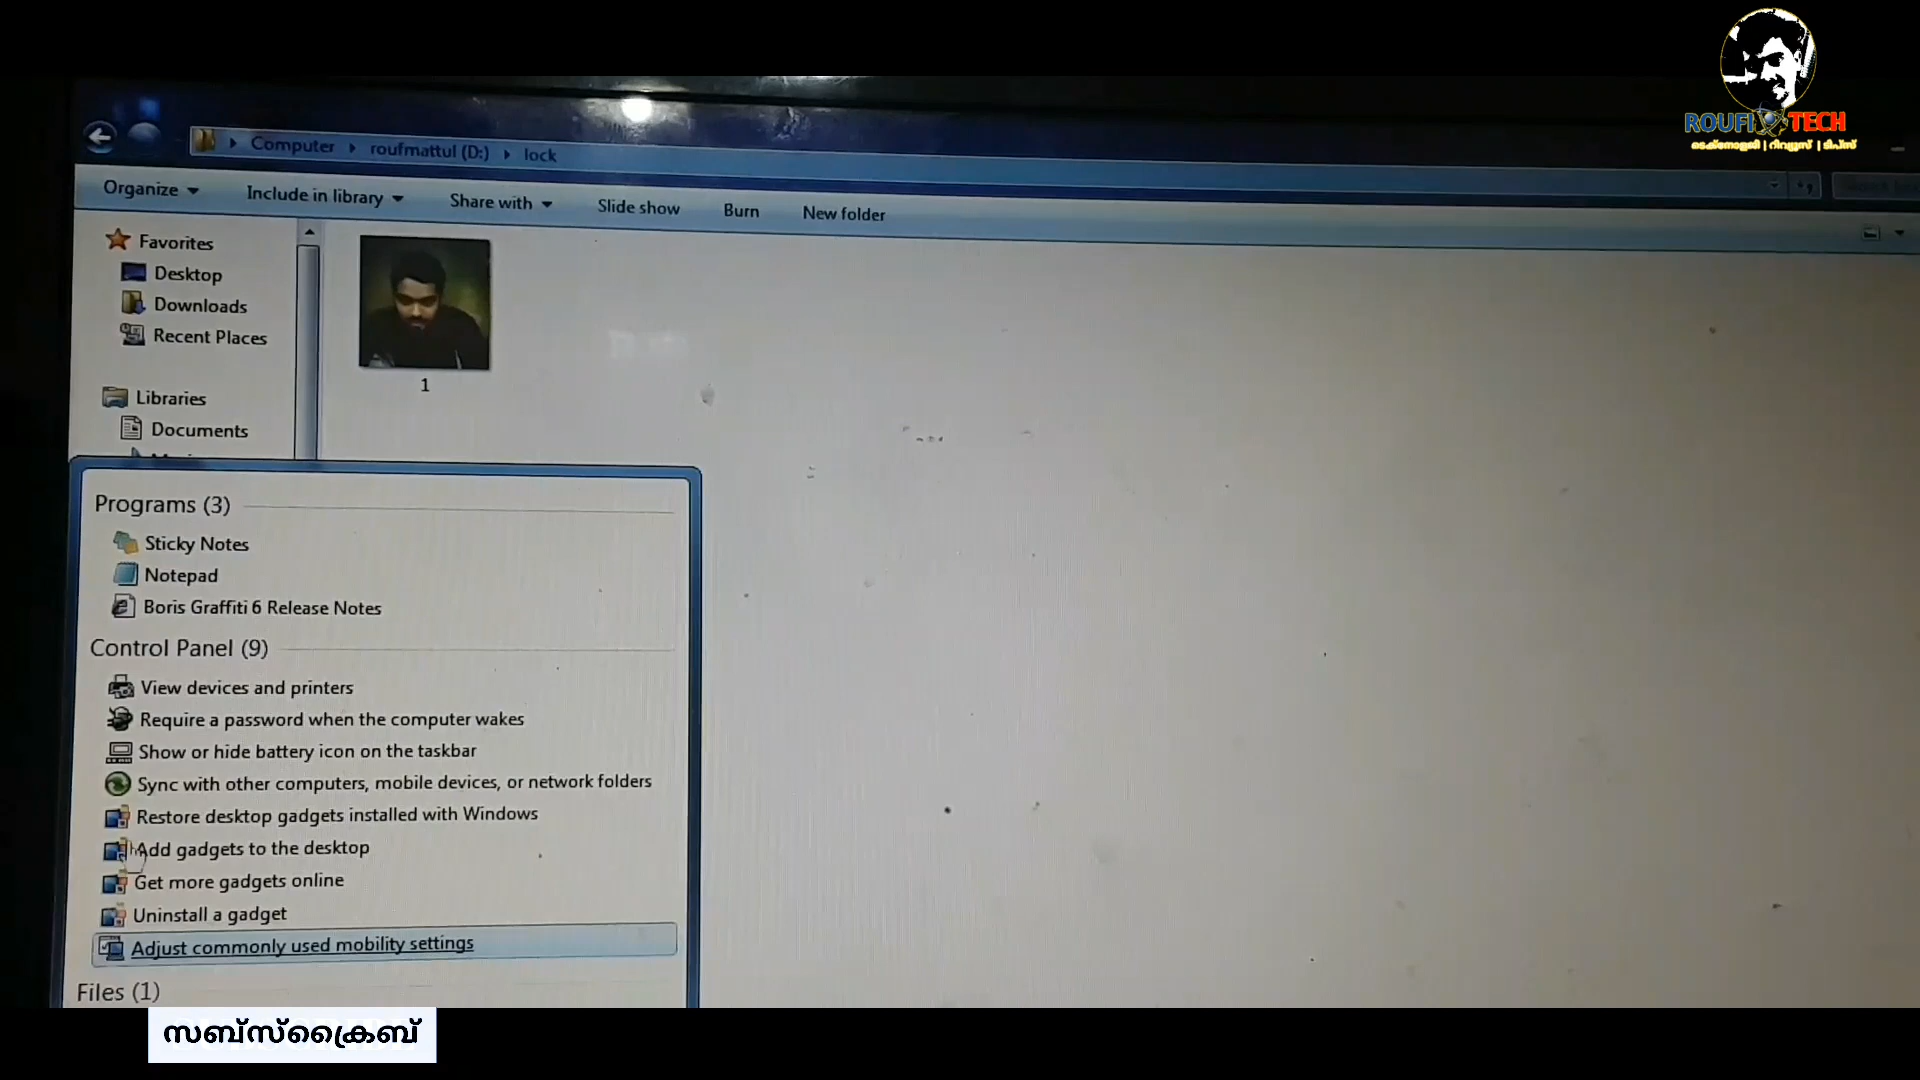 ROUFI TECH
ടെക്നോളജി | റിവ്യൂസ് | ടിപ്സ്
Computer
roufmattul (D:)
lock
Organize
Include in library
Share with
Slide show
Burn
New folder
Favorites
Desktop
Downloads
Recent Places
Libraries
Documents
1
Programs (3)
Sticky Notes
Notepad
Boris Graffiti 6 Release Notes
Control Panel (9)
View devices and printers
Require a password when the computer wakes
Show or hide battery icon on the taskbar
Sync with other computers, mobile devices, or network folders
Restore desktop gadgets installed with Windows
Add gadgets to the desktop
Get more gadgets online
Uninstall a gadget
Adjust commonly used mobility settings
Files (1)
സബ്സ്ക്രൈബ്